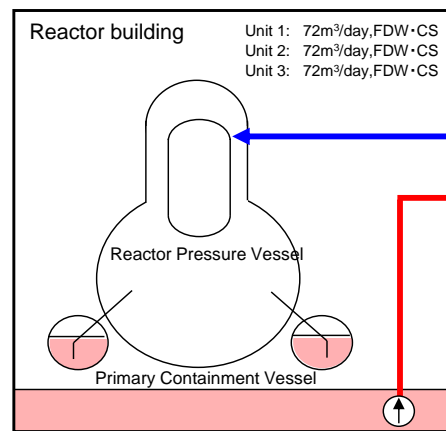 Reactor building
Unit 1: 72m³/day,FDW･CS
Unit 2: 72m³/day,FDW･CS
Unit 3: 72m³/day,FDW･CS
Reactor Pressure Vessel
Primary Containment Vessel